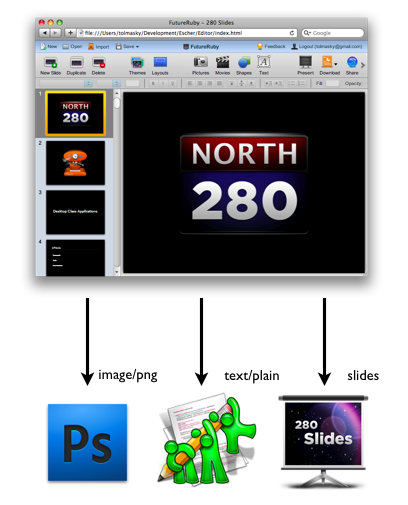 FutureRuby – 280 Slides
file:///Users/tolmasky/Development/Escher/Editor/index.html
Google
New Open Import Save FutureRuby Feedback Logout (tolmasky@gmail.com)
New Slide Duplicate Delete Themes Layouts Pictures Movies Shapes Text Present Download Share
Fill: Opacity:
1
NORTH
280
2
3
Desktop Class Applications
4
NORTH
280
image/png text/plain slides
Ps
280
Slides